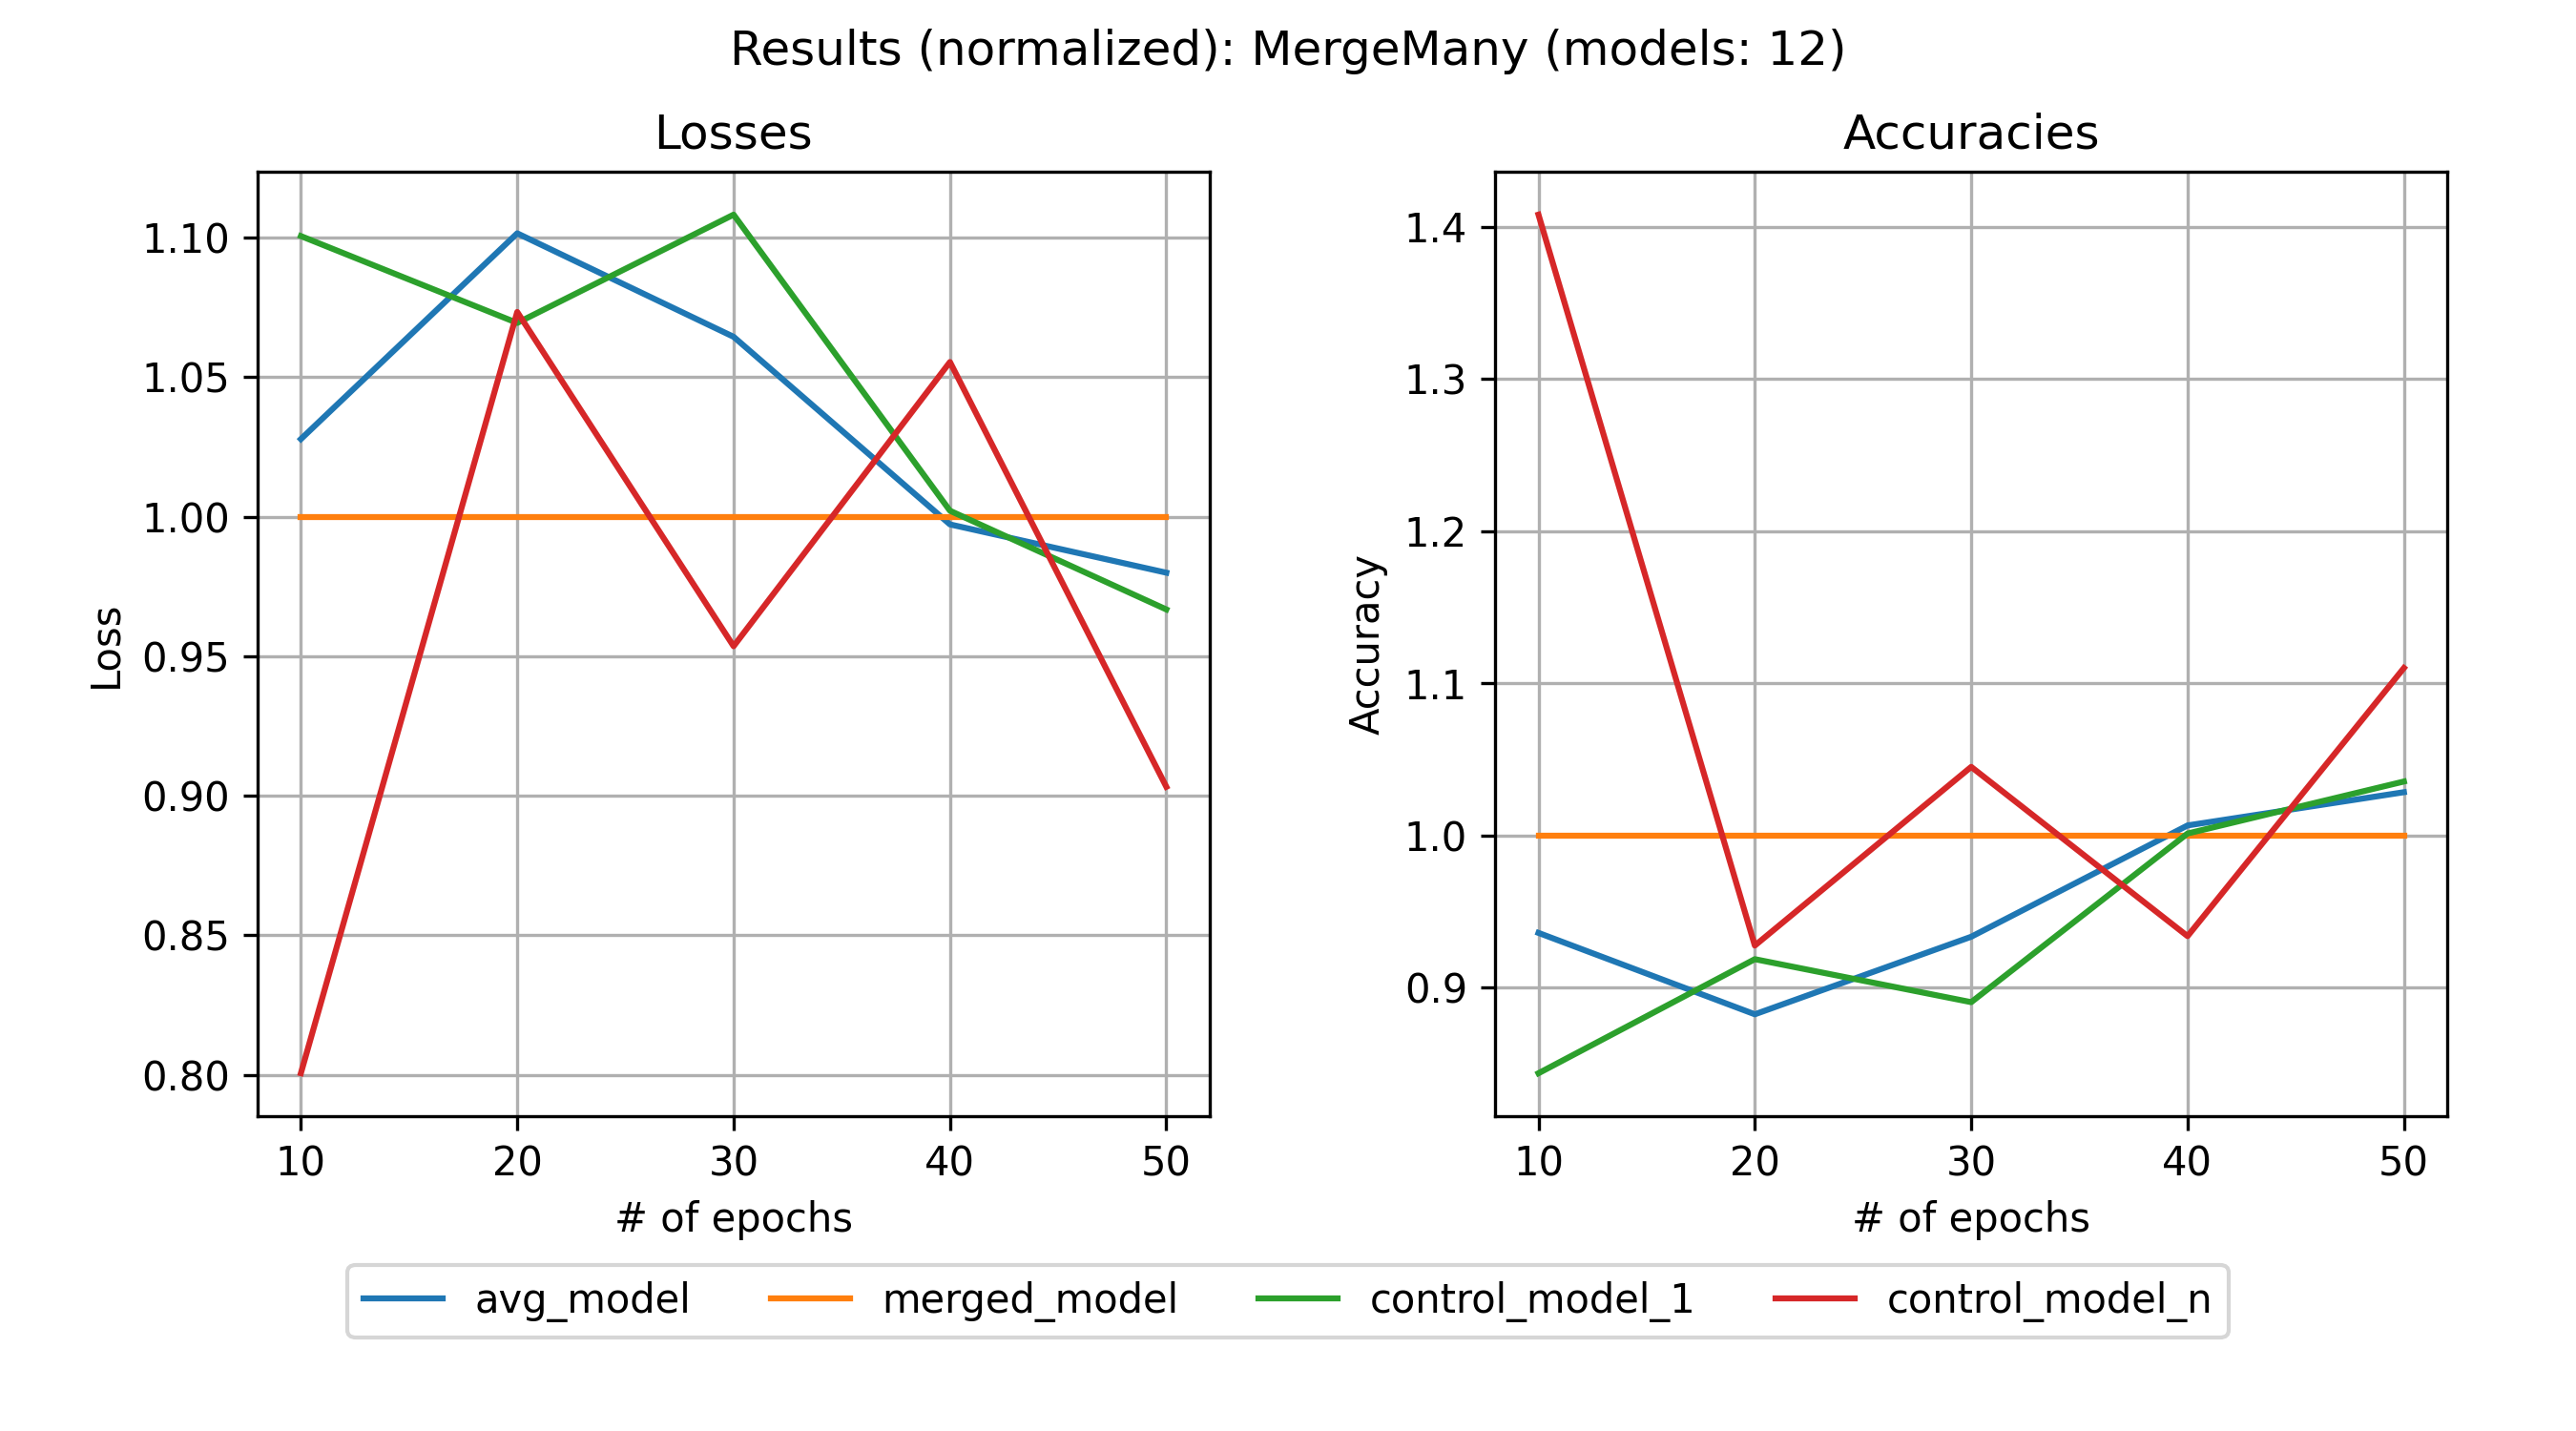 Results (normalized): MergeMany (models: 12)
Losses
1.10
1.05
1.00
0.95
0.90
0.85
0.80
Loss
10 20 30 40 50
# of epochs
Accuracies
1.4
1.3
1.2
1.1
1.0
0.9
Accuracy
10 20 30 40 50
# of epochs
avg_model merged_model control_model_1 control_model_n